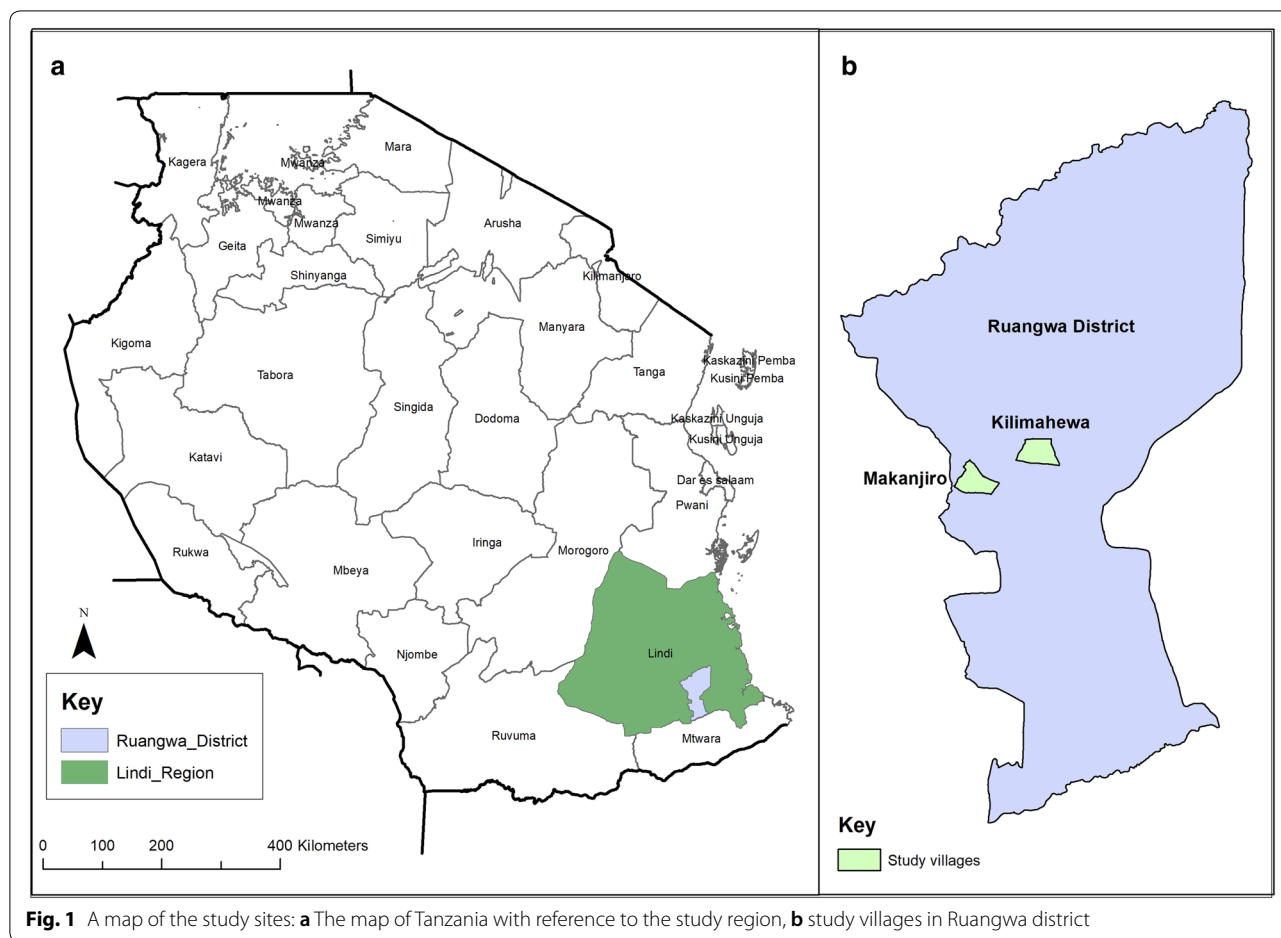 a
Kagera
Mwanza
Mara
Mwanza
Mwanza
Geita
Simiyu
Arusha
Shinyanga
Kilimanjaro
Kigoma
Tabora
Manyara
Kaskazini Pemba
Kusini Pemba
Tanga
Singida
Dodoma
Kaskazini Unguja
Kusini Unguja
Katavi
Dar es salaam
Pwani
Rukwa
Mbeya
Iringa
Morogoro
N
Njombe
Lindi
Ruvuma
Mtwara
Key
Ruangwa_District
Lindi_Region
0 100 200 400 Kilometers
b
Ruangwa District
Kilimahewa
Makanjiro
Key
Study villages
Fig. 1 A map of the study sites: a The map of Tanzania with reference to the study region, b study villages in Ruangwa district